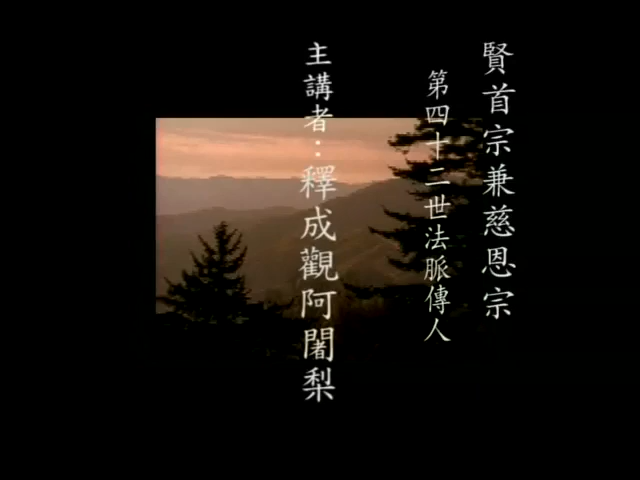 賢首宗兼慈恩宗
第四十二世法脈傳人
主講者：釋成觀阿闍梨